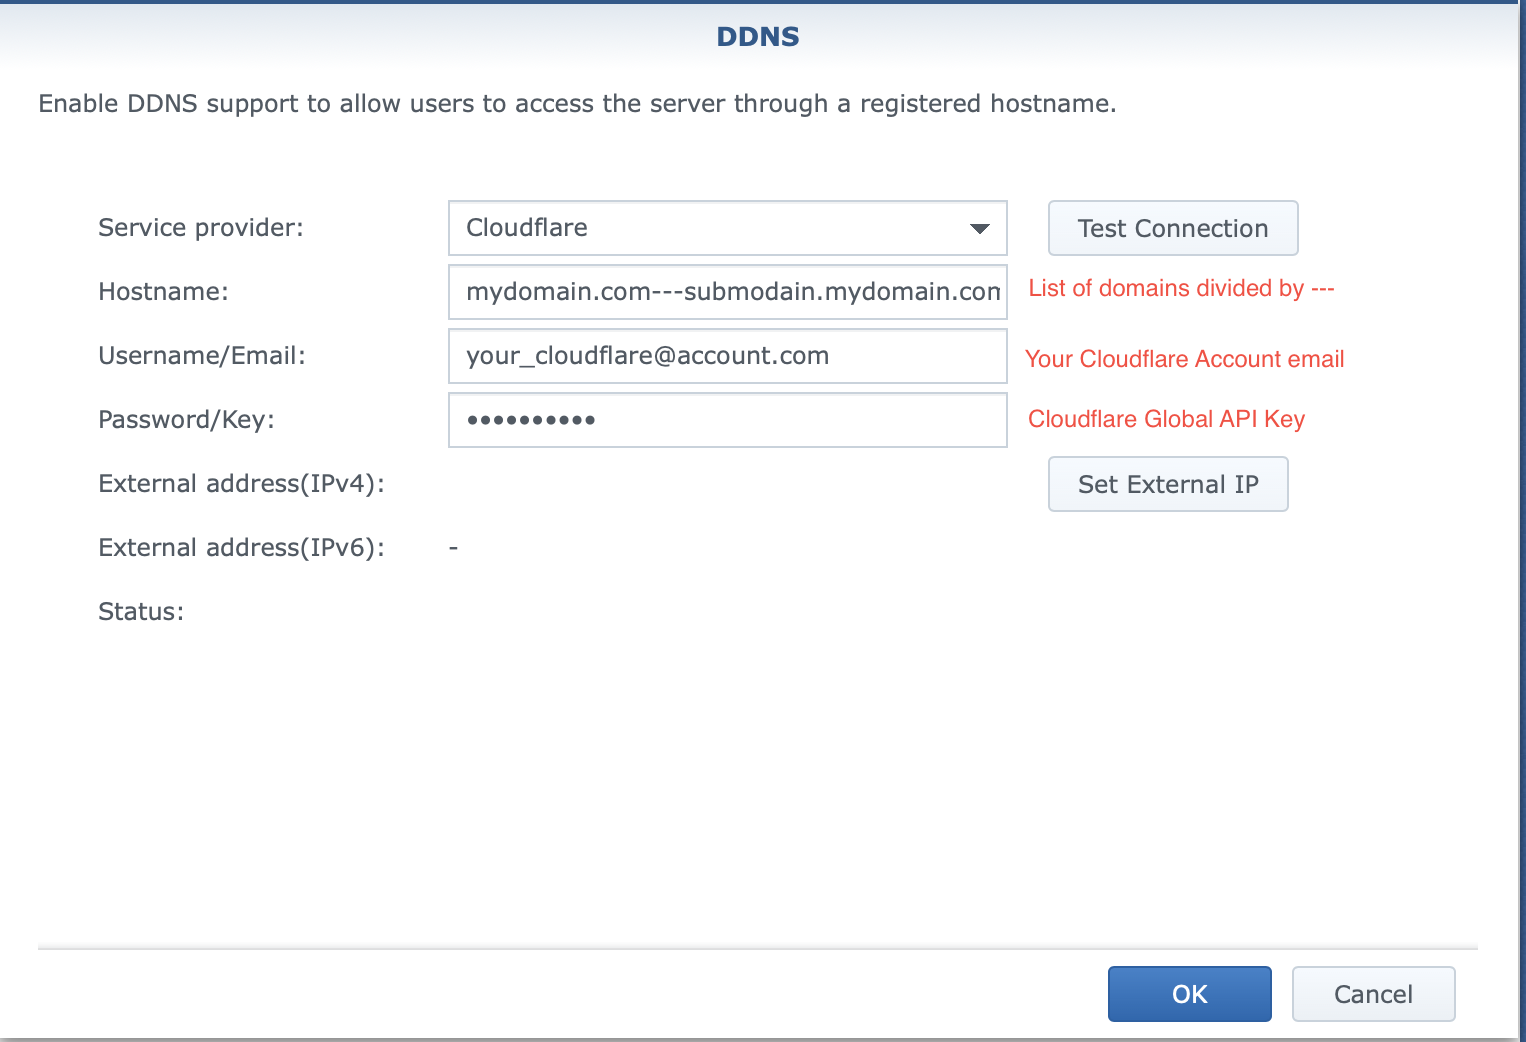 DDNS
Enable DDNS support to allow users to access the server through a registered hostname.
Service provider: Cloudflare Test Connection
Hostname: mydomain.com---submodain.mydomain.com List of domains divided by ---
Username/Email: your_cloudflare@account.com Your Cloudflare Account email
Password/Key: •••••••••• Cloudflare Global API Key
External address(IPv4): Set External IP
External address(IPv6): -
Status:
OK Cancel